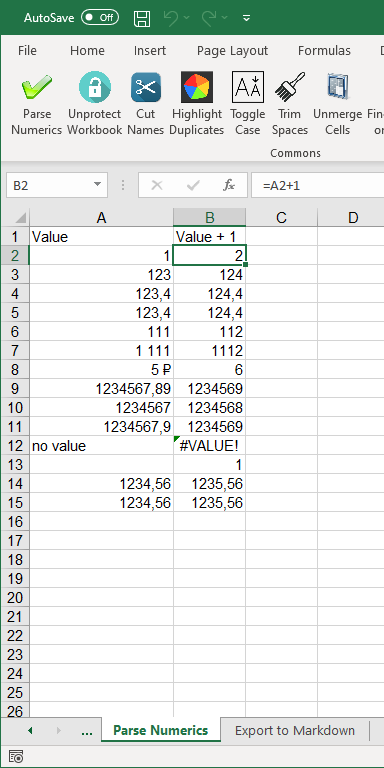 AutoSave Off
File Home Insert Page Layout Formulas
Parse Numerics Unprotect Workbook Cut Names Highlight Duplicates Toggle Case Trim Spaces Unmerge Cells
Commons
B2 fx =A2+1
A B C D
1 Value Value + 1
2 1 2
3 123 124
4 123,4 124,4
5 123,4 124,4
6 111 112
7 1 111 1112
8 5 ₽ 6
9 1234567,89 1234569
10 1234567 1234568
11 1234567,9 1234569
12 no value #VALUE!
13 1
14 1234,56 1235,56
15 1234,56 1235,56
16
17
18
19
20
21
22
23
24
25
26
... Parse Numerics Export to Markdown